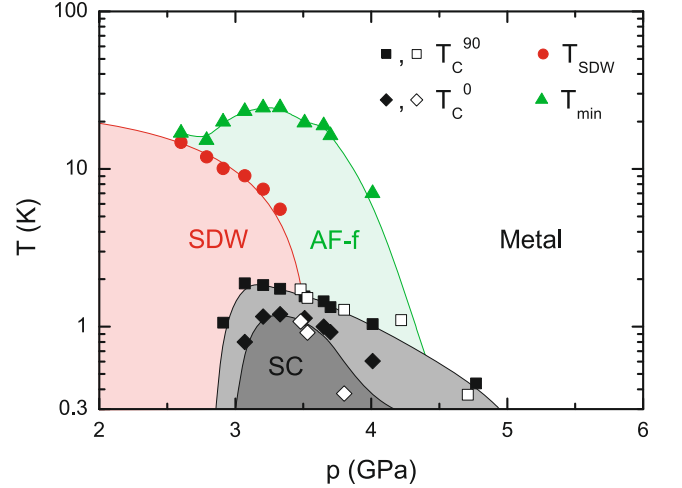 100
10
1
0.3
T (K)
■, □ T_C^90
● T_SDW
◆, ◇ T_C^0
▲ T_min
SDW
AF-f
Metal
SC
2 3 4 5 6
p (GPa)